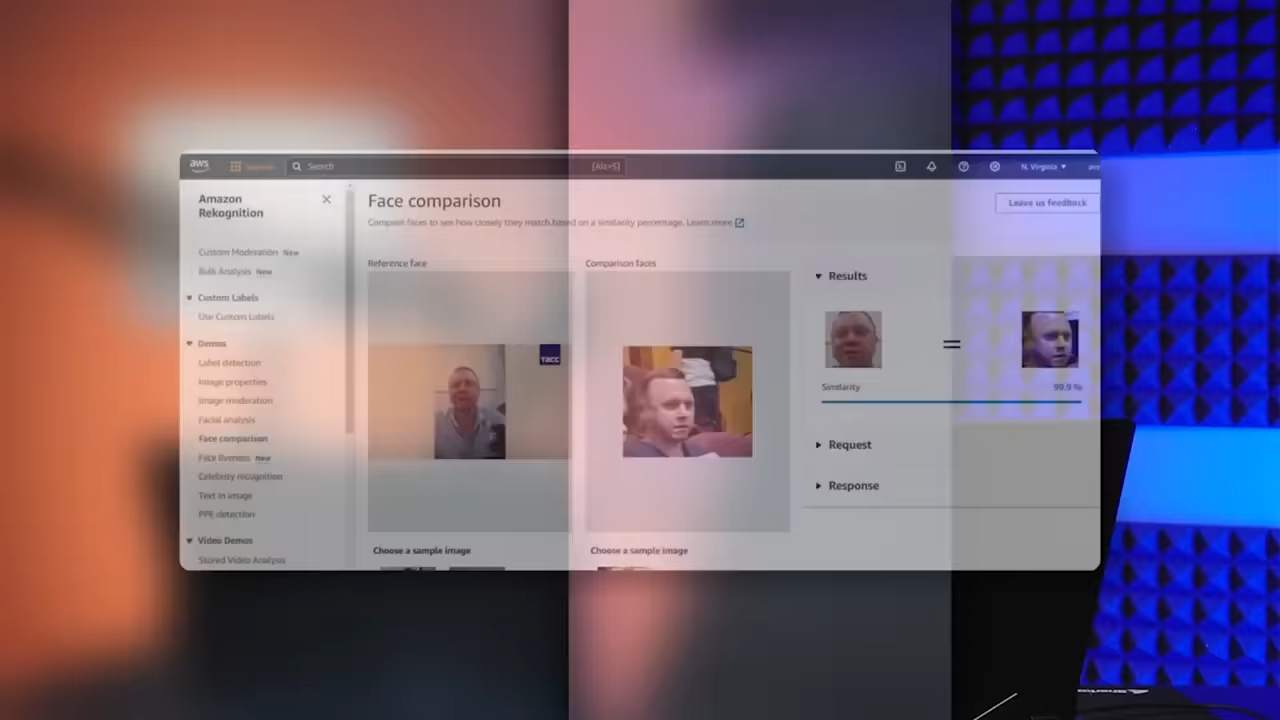 aws
Search
[Alt+S]
N. Virginia
Amazon
Rekognition
Custom Moderation New
Bulk Analysis New
Custom Labels
Use Custom Labels
Demos
Label detection
Image properties
Image moderation
Facial analysis
Face comparison
Face liveness New
Celebrity recognition
Text in image
PPE detection
Video Demos
Stored Video Analysis
Face comparison
Leave us feedback
Compare faces to see how closely they match based on a similarity percentage. Learn more
Reference face
ТАСС
Choose a sample image
Comparison faces
Choose a sample image
Results
=
Similarity
99.9 %
Request
Response